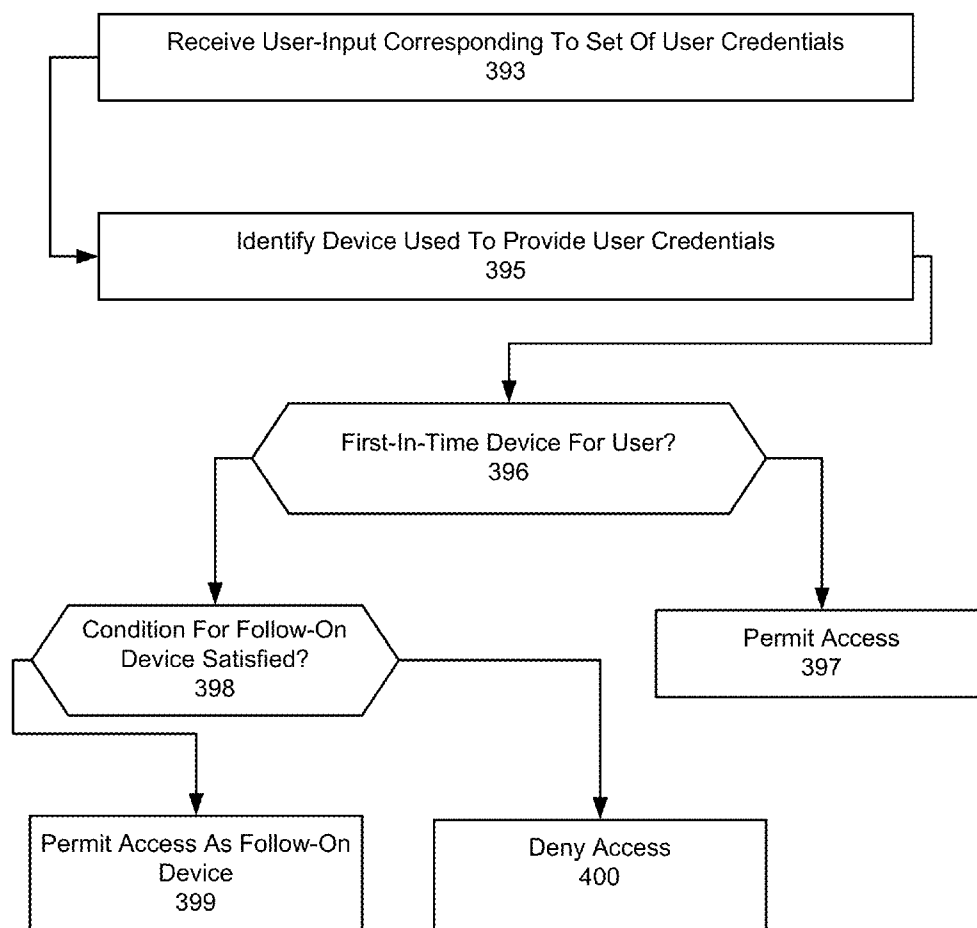 Receive User-Input Corresponding To Set Of User Credentials
393
Identify Device Used To Provide User Credentials
395
First-In-Time Device For User?
396
Condition For Follow-On
Device Satisfied?
398
Permit Access
397
Permit Access As Follow-On
Device
399
Deny Access
400